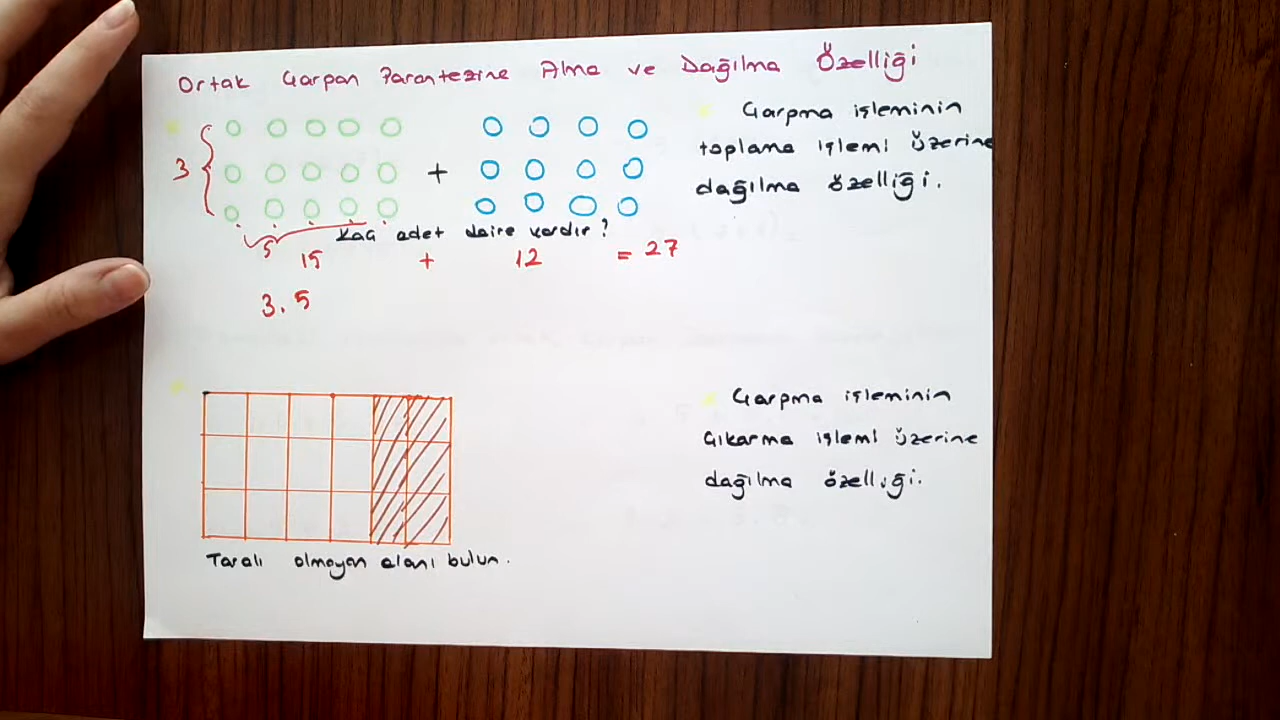 Ortak Çarpan Parantezine Alma ve Dağılma Özelliği
3
+
Kaç adet daire vardır?
5
15 + 12 = 27
3.5
Çarpma işleminin
toplama işlemi üzerine
dağılma özelliği.
Taralı olmayan alanı bulun.
Çarpma işleminin
çıkarma işlemi üzerine
dağılma özelliği.